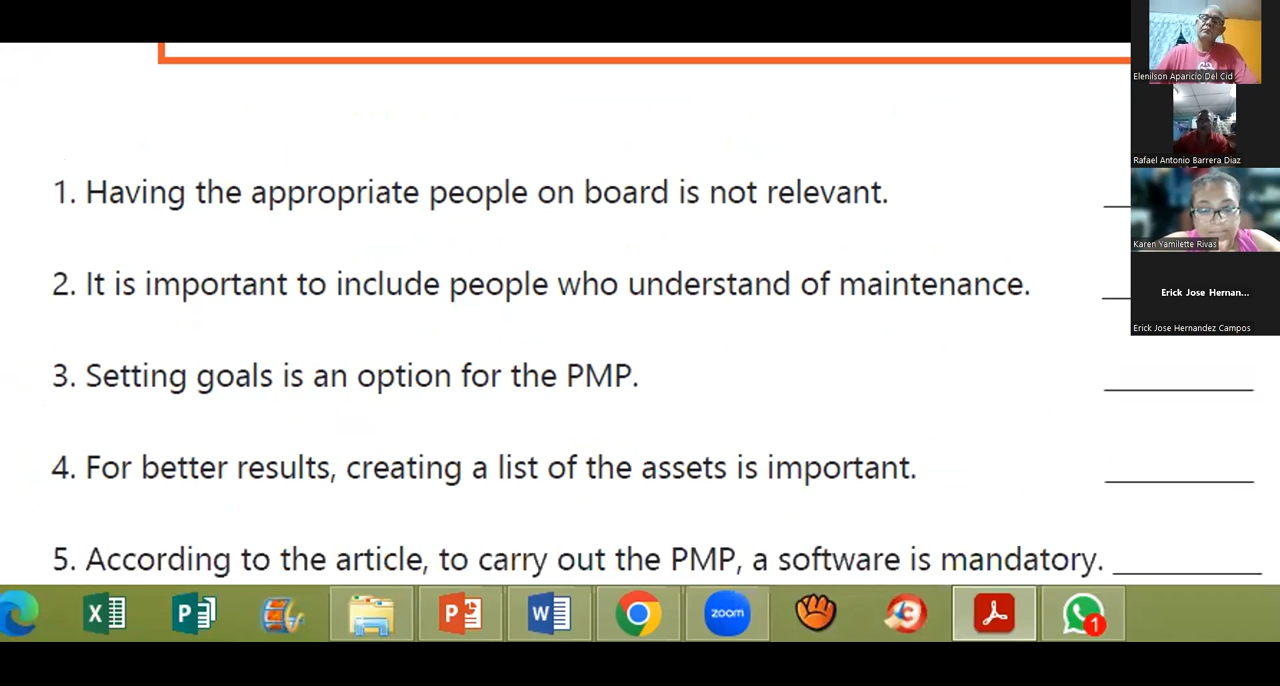 1. Having the appropriate people on board is not relevant.
2. It is important to include people who understand of maintenance.
3. Setting goals is an option for the PMP.
4. For better results, creating a list of the assets is important.
5. According to the article, to carry out the PMP, a software is mandatory.
Elenilson Aparicio Del Cid
Rafael Antonio Barrera Diaz
Karen Yamilette Rivas
Erick Jose Hernan...
Erick Jose Hernandez Campos
X
P
P
W
zoom
1